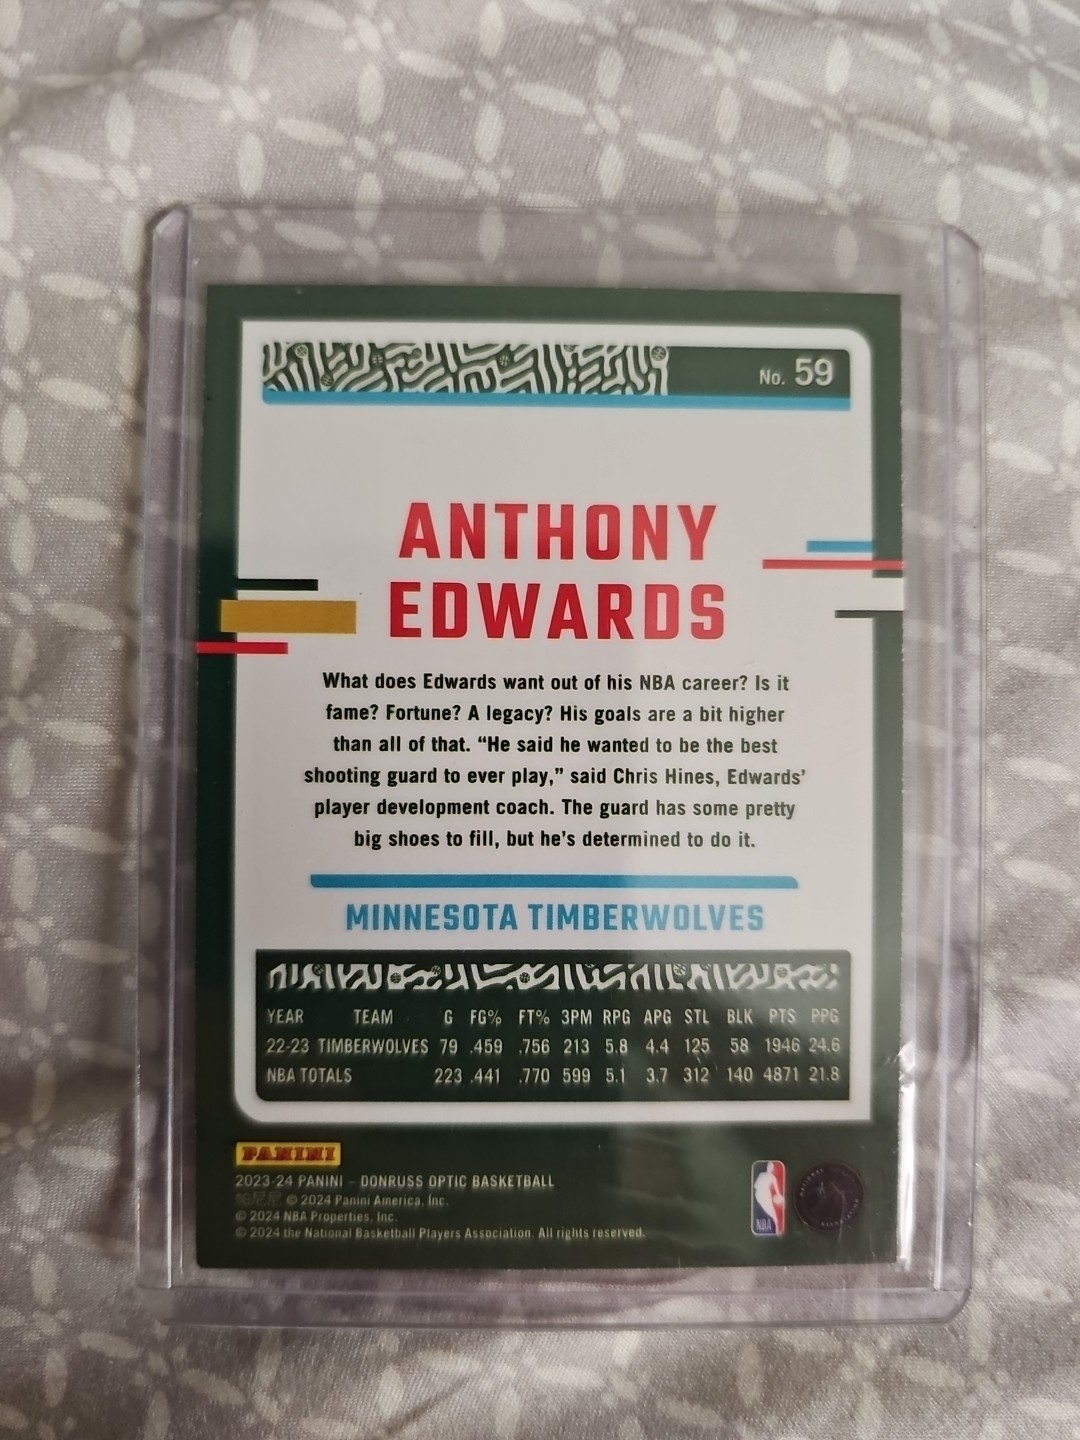 No. 59
ANTHONY
EDWARDS
What does Edwards want out of his NBA career? Is it
fame? Fortune? A legacy? His goals are a bit higher
than all of that. “He said he wanted to be the best
shooting guard to ever play,” said Chris Hines, Edwards’
player development coach. The guard has some pretty
big shoes to fill, but he’s determined to do it.
MINNESOTA TIMBERWOLVES
YEAR TEAM G FG% FT% 3PM RPG APG STL BLK PTS PPG
22-23 TIMBERWOLVES 79 .459 .756 213 5.8 4.4 125 58 1946 24.6
NBA TOTALS 223 .441 .770 599 5.1 3.7 312 140 4871 21.8
PANINI
2023-24 PANINI – DONRUSS OPTIC BASKETBALL
帕尼尼 © 2024 Panini America, Inc.
© 2024 NBA Properties, Inc.
© 2024 the National Basketball Players Association. All rights reserved.
NBA